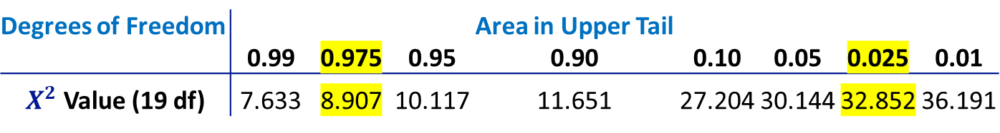 Degrees of Freedom Area in Upper Tail
0.99 0.975 0.95 0.90 0.10 0.05 0.025 0.01
X² Value (19 df) 7.633 8.907 10.117 11.651 27.204 30.144 32.852 36.191